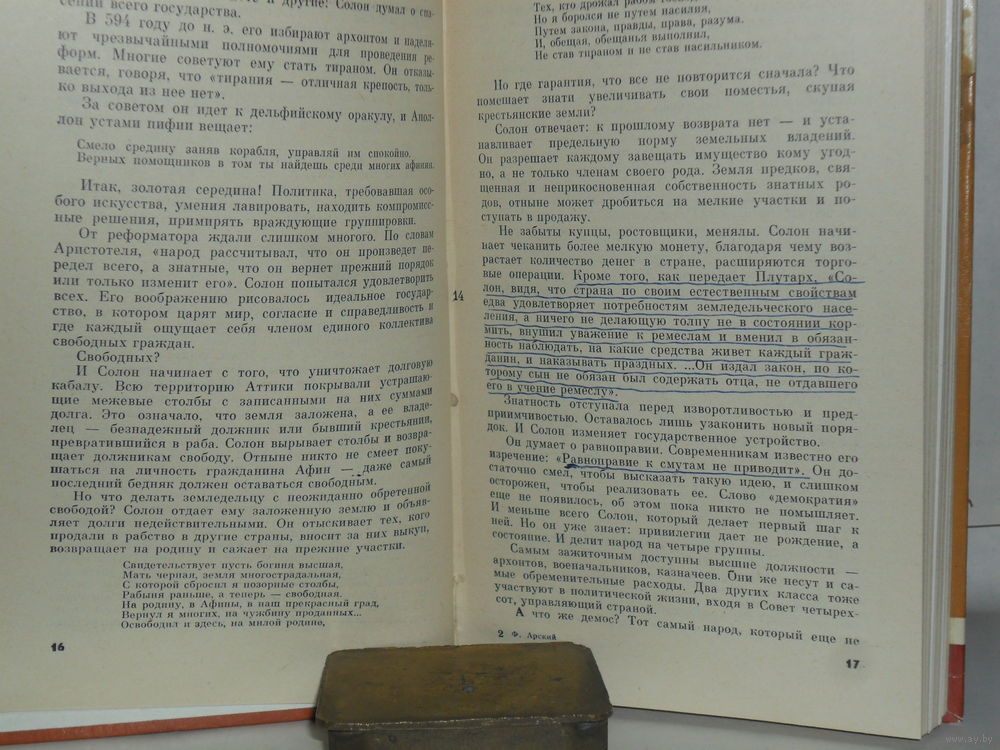 сении всего государства.
В 594 году до н. э. его избирают архонтом и наделя-
ют чрезвычайными полномочиями для проведения ре-
форм. Многие советуют ему стать тираном. Он отказы-
вается, говоря, что «тирания — отличная крепость, толь-
ко выхода из нее нет».
За советом он идет к дельфийскому оракулу, и Апол-
лон устами пифии вещает:
Смело средину заняв корабля, управляй им спокойно.
Верных помощников в том ты найдешь среди многих афинян.
Итак, золотая середина! Политика, требовавшая осо-
бого искусства, умения лавировать, находить компромисс-
ные решения, примирять враждующие группировки.
От реформатора ждали слишком многого. По словам
Аристотеля, «народ рассчитывал, что он произведет пе-
редел всего, а знатные, что он вернет прежний порядок
или только изменит его». Солон попытался удовлетворить
всех. Его воображению рисовалось идеальное государ-
ство, в котором царят мир, согласие и справедливость и
где каждый ощущает себя членом единого коллектива
свободных граждан.
Свободных?
И Солон начинает с того, что уничтожает долговую
кабалу. Всю территорию Аттики покрывали устрашаю-
щие межевые столбы с записанными на них суммами
долга. Это означало, что земля заложена, а ее владе-
лец — безнадежный должник или бывший крестьянин,
превратившийся в раба. Солон вырывает столбы и возвра-
щает должникам свободу. Отныне никто не смеет поку-
шаться на личность гражданина Афин — даже самый
последний бедняк должен оставаться свободным.
Но что делать земледельцу с неожиданно обретенной
свободой? Солон отдает ему заложенную землю и объяв-
ляет долги недействительными. Он отыскивает тех, кого
продали в рабство в другие страны, вносит за них выкуп,
возвращает на родину и сажает на прежние участки.
Свидетельствует пусть богиня высшая,
Мать черная, земля многострадальная,
С которой сбросил я позорные столбы,
Рабыня раньше, а теперь — свободная.
На родину, в Афины, в наш прекрасный град,
Вернул я многих, на чужбину проданных...
Освободил и здесь, на милой родине,
16
14
Тех, кто дрожал рабом
Но я боролся не путем насилия,
Путем закона, правды, права, разума.
И, обещая, обещанья выполнил,
Не став тираном и не став насильником.
Но где гарантия, что все не повторится сначала? Что
помешает знати увеличивать свои поместья, скупая
крестьянские земли?
Солон отвечает: к прошлому возврата нет — и уста-
навливает предельную норму земельных владений.
Он разрешает каждому завещать имущество кому угод-
но, а не только членам своего рода. Земля предков, свя-
щенная и неприкосновенная собственность знатных ро-
дов, отныне может дробиться на мелкие участки и по-
ступать в продажу.
Не забыты купцы, ростовщики, менялы. Солон начи-
нает чеканить более мелкую монету, благодаря чему воз-
растает количество денег в стране, расширяются торго-
вые операции. Кроме того, как передает Плутарх, «Со-
лон, видя, что страна по своим естественным свойствам
едва удовлетворяет потребностям земледельческого насе-
ления, а ничего не делающую толпу не в состоянии кор-
мить, внушил уважение к ремеслам и вменил в обязан-
ность наблюдать, на какие средства живет каждый граж-
данин, и наказывать праздных. ...Он издал закон, по ко-
торому сын не обязан был содержать отца, не отдавшего
его в учение ремеслу».
Знатность отступала перед изворотливостью и пред-
приимчивостью. Оставалось лишь узаконить новый поря-
док. И Солон изменяет государственное устройство.
Он думает о равноправии. Современникам известно его
изречение: «Равноправие к смутам не приводит». Он до-
статочно смел, чтобы высказать такую идею, и слишком
осторожен, чтобы реализовать ее. Слово «демократия»
еще не появилось, об этом пока никто не помышляет.
И меньше всего Солон, который делает первый шаг к
ней. Но он уже знает: привилегии дает не рождение, а
состояние. И делит народ на четыре группы.
Самым зажиточным доступны высшие должности —
архонтов, военачальников, казначеев. Они же несут и са-
мые обременительные расходы. Два других класса тоже
участвуют в политической жизни, входя в Совет четырех-
сот, управляющий страной.
А что же демос? Тот самый народ, который еще не
2 Ф. Арский
17
www.ay.by